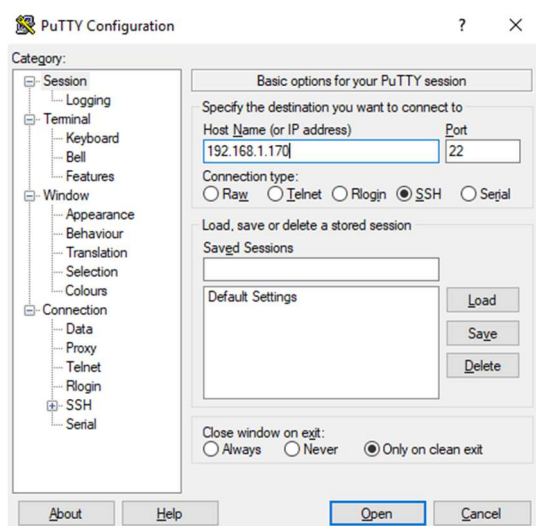 PuTTY Configuration
? ×
Category:
Session
Logging
Terminal
Keyboard
Bell
Features
Window
Appearance
Behaviour
Translation
Selection
Colours
Connection
Data
Proxy
Telnet
Rlogin
SSH
Serial
Basic options for your PuTTY session
Specify the destination you want to connect to
Host Name (or IP address) Port
192.168.1.170 22
Connection type:
Raw Telnet Rlogin SSH Serial
Load, save or delete a stored session
Saved Sessions
Default Settings
Load
Save
Delete
Close window on exit:
Always Never Only on clean exit
About Help Open Cancel